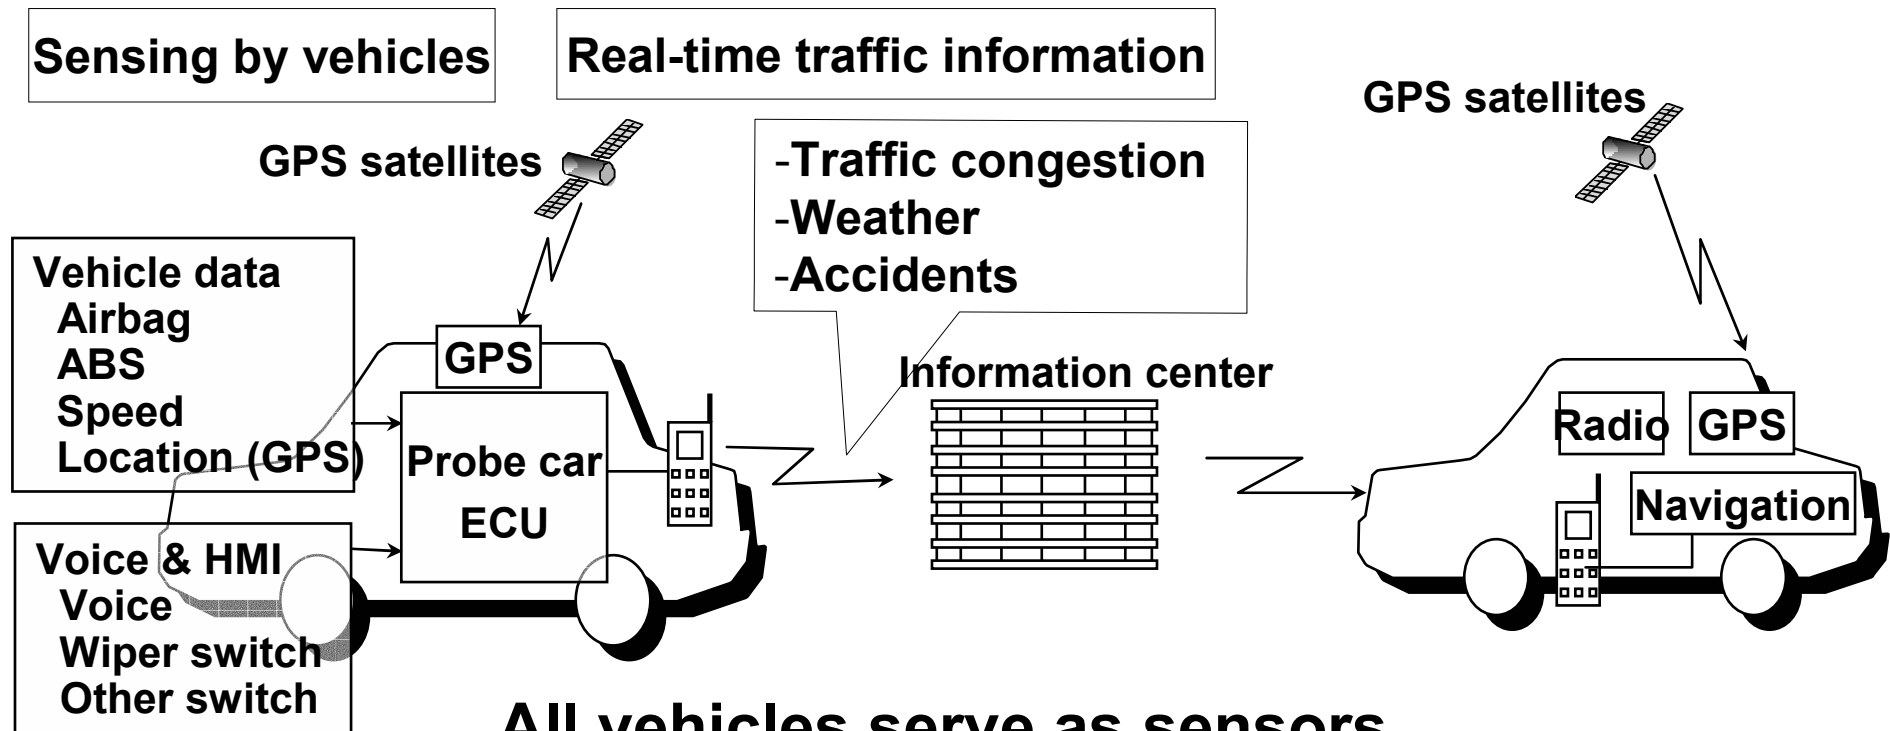 Sensing by vehicles
Real-time traffic information
GPS satellites
GPS satellites
-Traffic congestion
-Weather
-Accidents
Vehicle data
Airbag
ABS
Speed
Location (GPS)
GPS
Probe car
ECU
Information center
Radio
GPS
Navigation
Voice & HMI
Voice
Wiper switch
Other switch
All vehicles serve as sensors